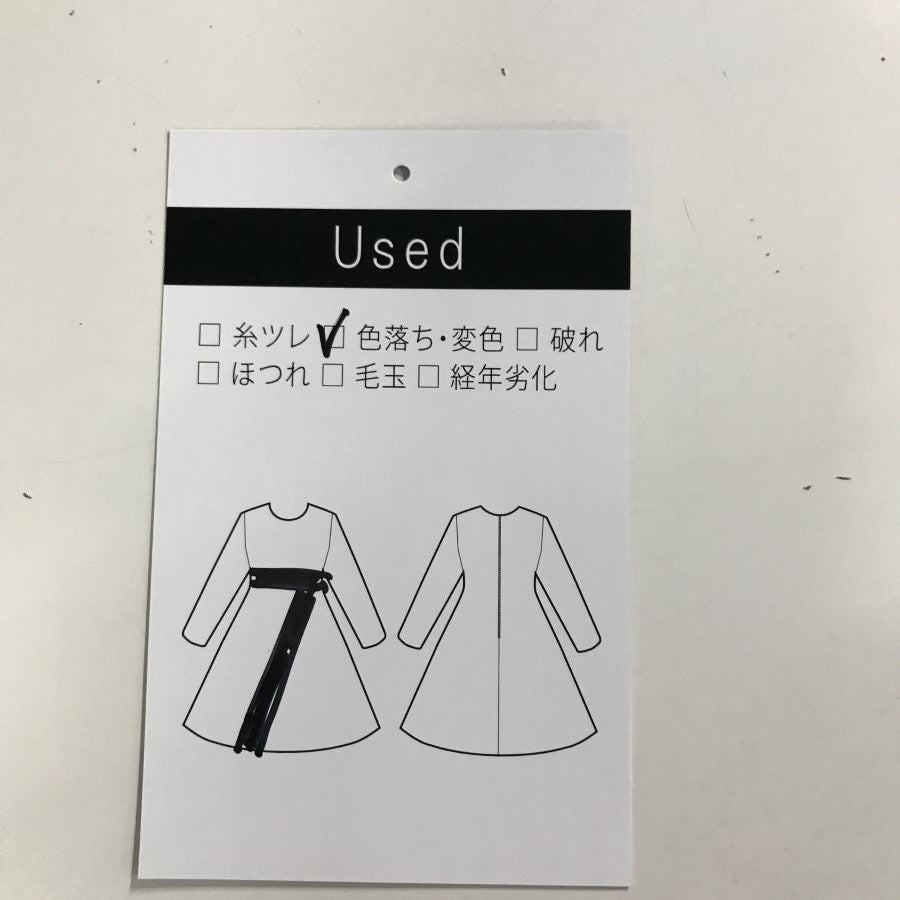 Used
□ 糸ツレ ☑ 色落ち・変色 □ 破れ
□ ほつれ □ 毛玉 □ 経年劣化